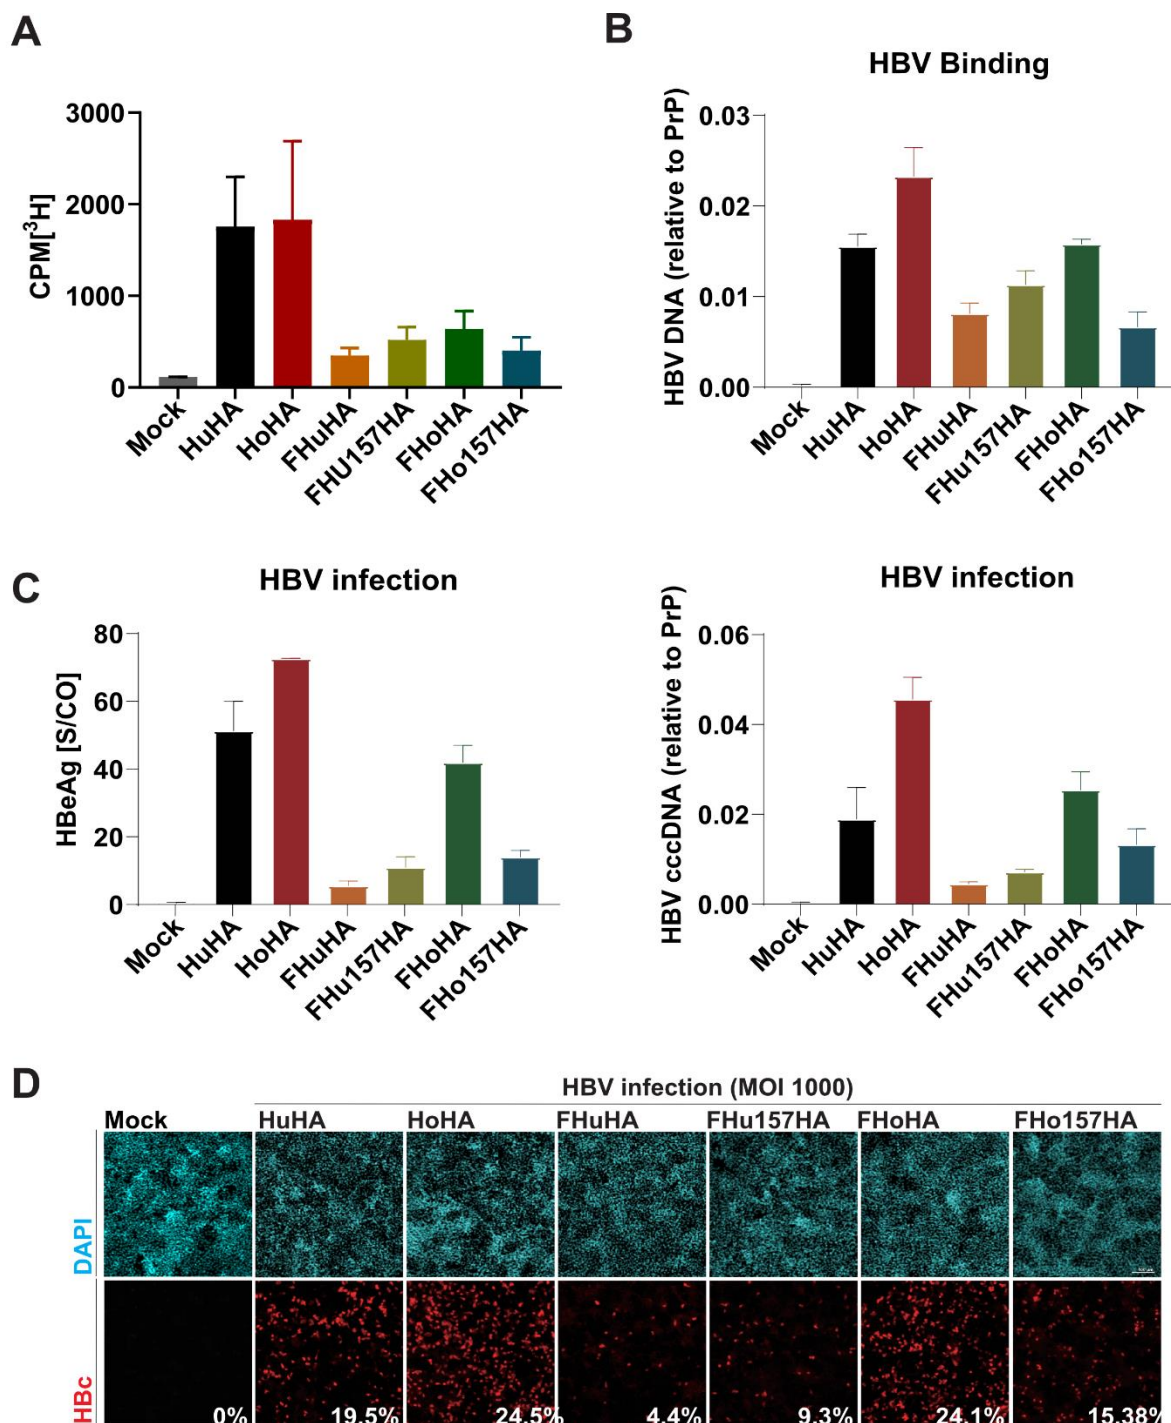 A
3000
2000
1000
0
CPM[³H]
Mock
HuHA
HoHA
FHuHA
FHU157HA
FHoHA
FHo157HA
B
HBV Binding
0.03
0.02
0.01
0.00
HBV DNA (relative to PrP)
Mock
HuHA
HoHA
FHuHA
FHu157HA
FHoHA
FHo157HA
C
HBV infection
80
60
40
20
0
HBeAg [S/CO]
Mock
HuHA
HoHA
FHuHA
FHu157HA
FHoHA
FHo157HA
HBV infection
0.06
0.04
0.02
0.00
HBV cccDNA (relative to PrP)
Mock
HuHA
HoHA
FHuHA
FHu157HA
FHoHA
FHo157HA
D
HBV infection (MOI 1000)
Mock HuHA HoHA FHuHA FHu157HA FHoHA FHo157HA
DAPI
HBc
0% 19.5% 24.5% 4.4% 9.3% 24.1% 15.38%